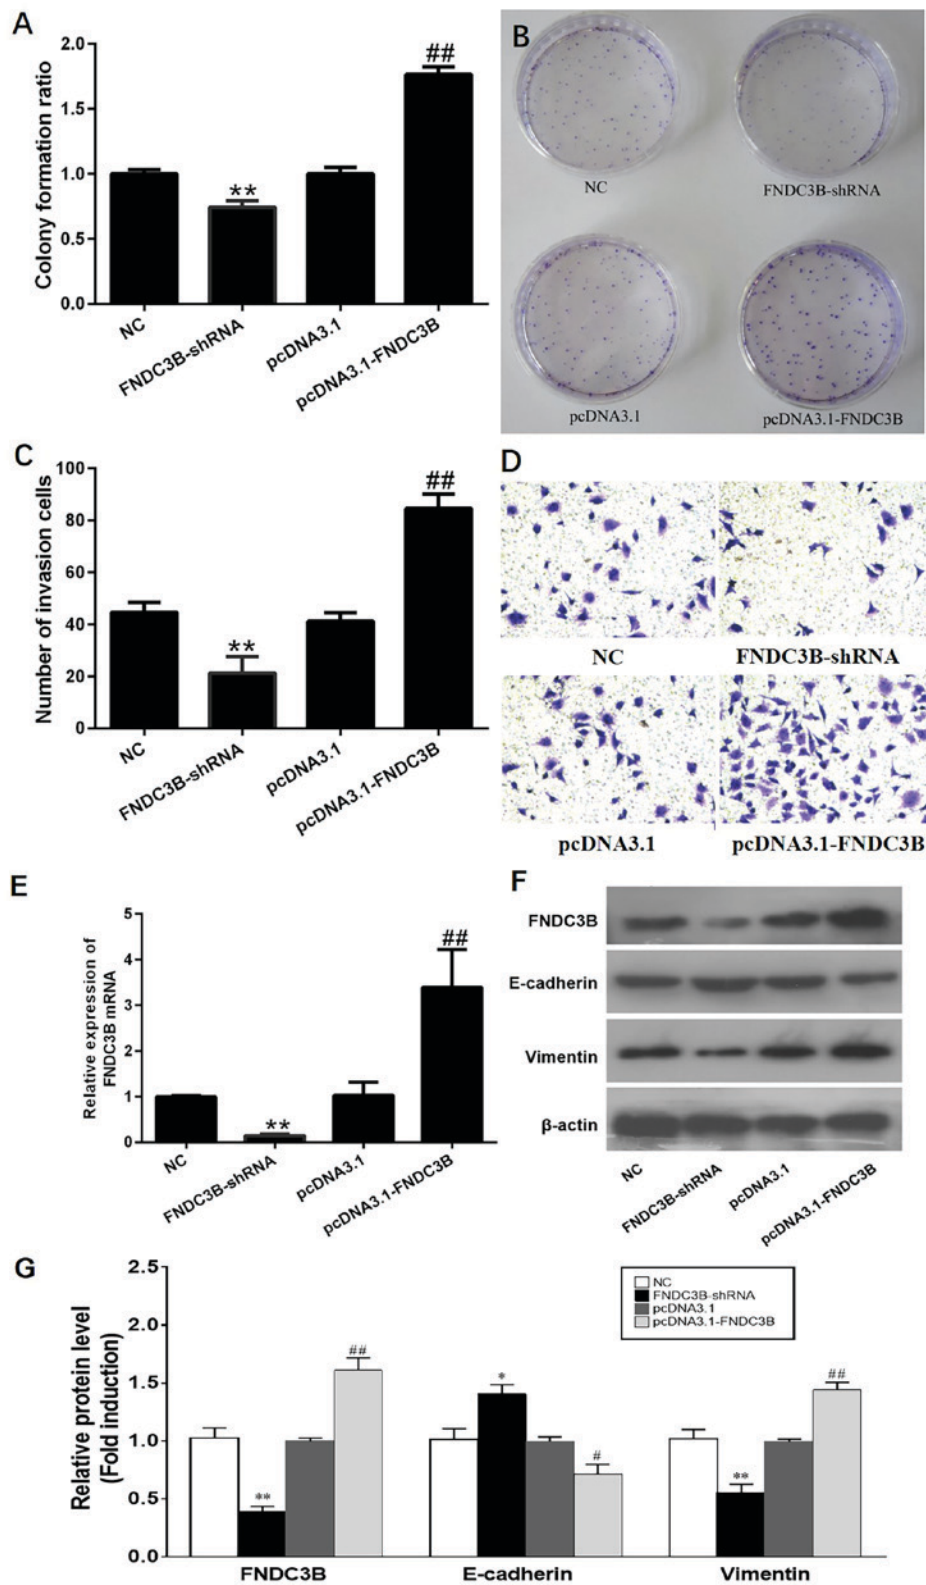 A
Colony formation ratio
2.0
1.5
1.0
0.5
0.0
**
##
NC
FNDC3B-shRNA
pcDNA3.1
pcDNA3.1-FNDC3B
B
NC
FNDC3B-shRNA
pcDNA3.1
pcDNA3.1-FNDC3B
C
Number of invasion cells
100
80
60
40
20
0
**
##
NC
FNDC3B-shRNA
pcDNA3.1
pcDNA3.1-FNDC3B
D
NC
FNDC3B-shRNA
pcDNA3.1
pcDNA3.1-FNDC3B
E
Relative expression of
FNDC3B mRNA
5
4
3
2
1
0
**
##
NC
FNDC3B-shRNA
pcDNA3.1
pcDNA3.1-FNDC3B
F
FNDC3B
E-cadherin
Vimentin
β-actin
NC
FNDC3B-shRNA
pcDNA3.1
pcDNA3.1-FNDC3B
G
Relative protein level
(Fold induction)
2.5
2.0
1.5
1.0
0.5
0.0
NC
FNDC3B-shRNA
pcDNA3.1
pcDNA3.1-FNDC3B
**
##
*
#
**
##
FNDC3B
E-cadherin
Vimentin